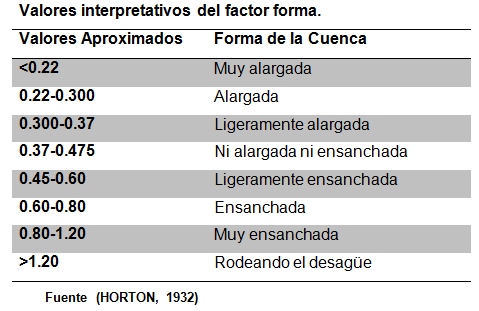 Valores interpretativos del factor forma.
Valores Aproximados Forma de la Cuenca
<0.22 Muy alargada
0.22-0.300 Alargada
0.300-0.37 Ligeramente alargada
0.37-0.475 Ni alargada ni ensanchada
0.45-0.60 Ligeramente ensanchada
0.60-0.80 Ensanchada
0.80-1.20 Muy ensanchada
>1.20 Rodeando el desagüe
Fuente (HORTON, 1932)